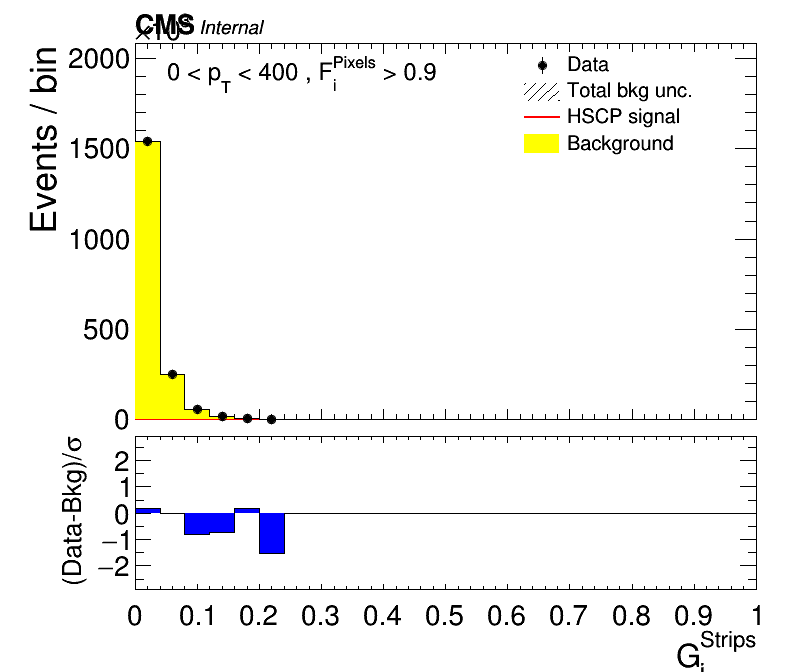 CMS Internal
×10³
2000
1500
1000
500
0
Events / bin
0 < p_T < 400 , F_i^Pixels > 0.9
Data
Total bkg unc.
HSCP signal
Background
2
1
0
−1
−2
(Data-Bkg)/σ
0 0.1 0.2 0.3 0.4 0.5 0.6 0.7 0.8 0.9 1
G_i^Strips